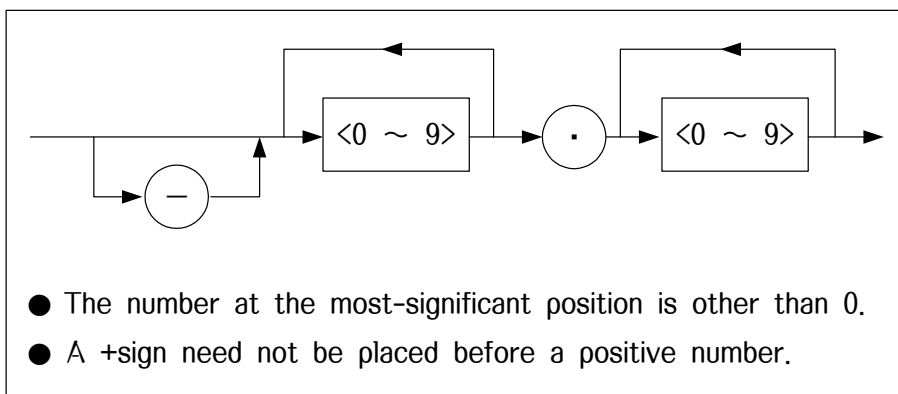 <0 ~ 9> . <0 ~ 9>
−
● The number at the most-significant position is other than 0.
● A +sign need not be placed before a positive number.